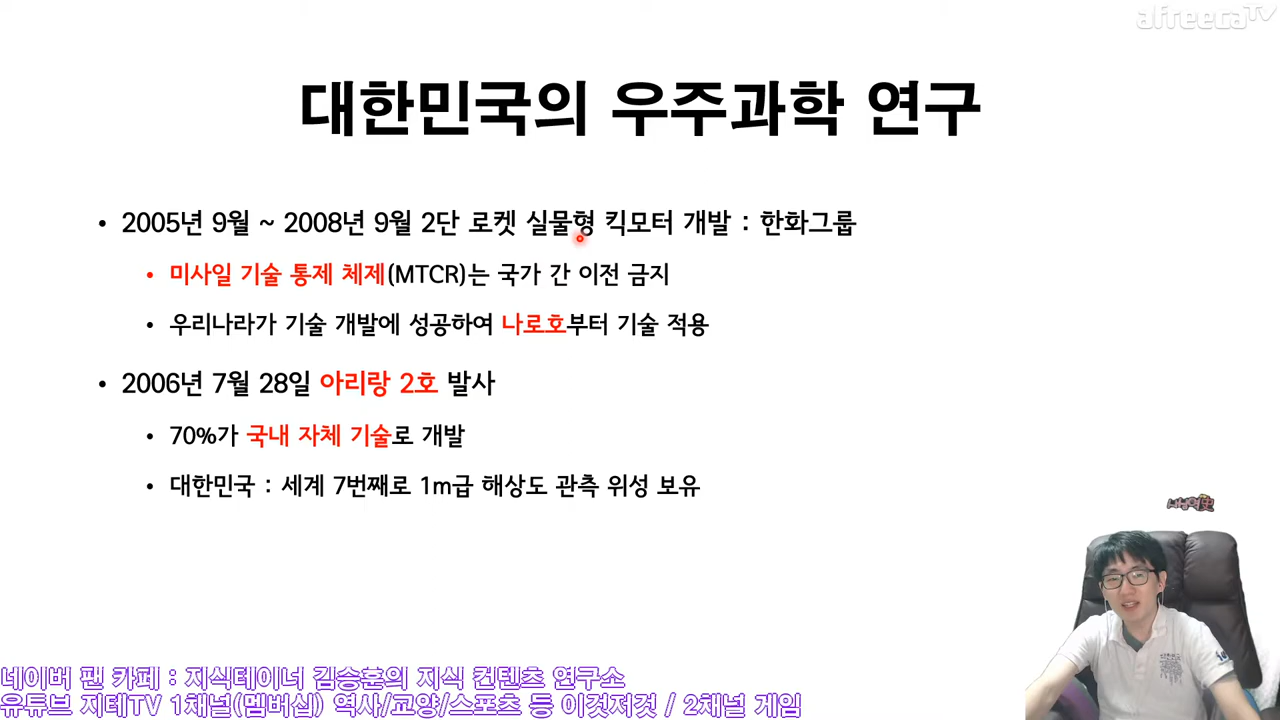 afreecaTV
대한민국의 우주과학 연구
• 2005년 9월 ~ 2008년 9월 2단 로켓 실물형 킥모터 개발 : 한화그룹
• 미사일 기술 통제 체제(MTCR)는 국가 간 이전 금지
• 우리나라가 기술 개발에 성공하여 나로호부터 기술 적용
• 2006년 7월 28일 아리랑 2호 발사
• 70%가 국내 자체 기술로 개발
• 대한민국 : 세계 7번째로 1m급 해상도 관측 위성 보유
네이버 팬 카페 : 지식테이너 김승훈의 지식 컨텐츠 연구소
유튜브 지테TV 1채널(멤버십) 역사/교양/스포츠 등 이것저것 / 2채널 게임